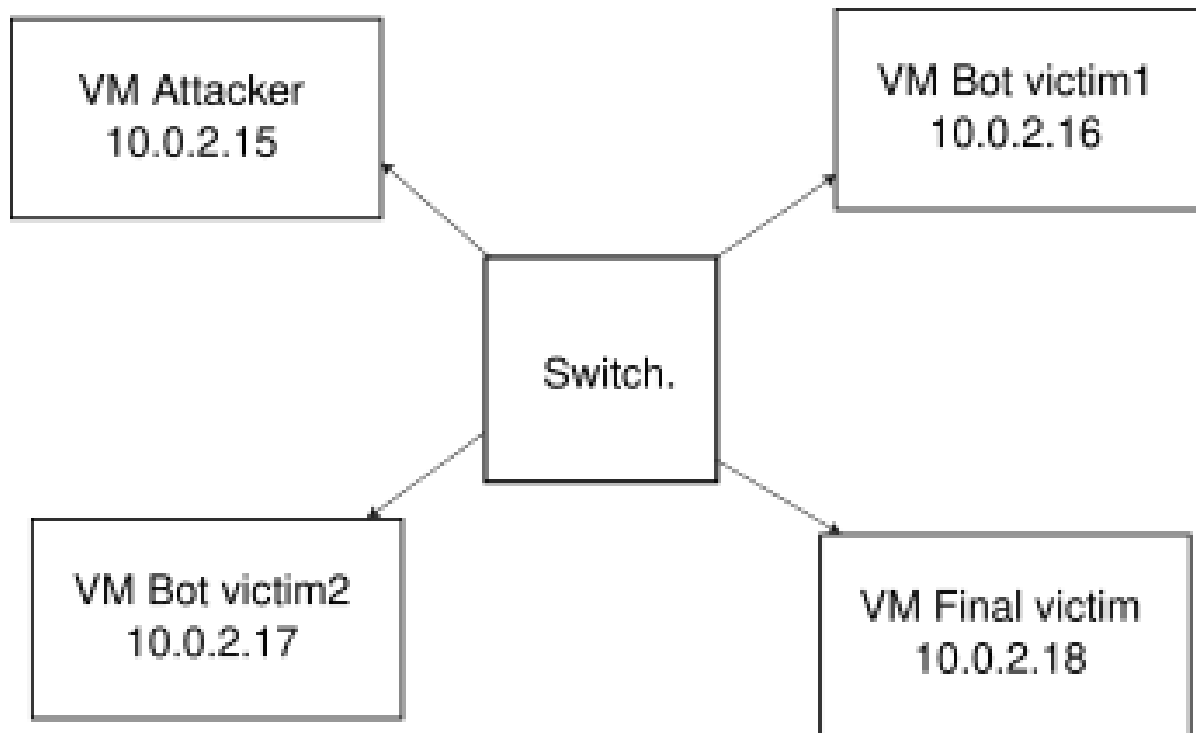 VM Attacker
10.0.2.15
VM Bot victim1
10.0.2.16
Switch.
VM Bot victim2
10.0.2.17
VM Final victim
10.0.2.18